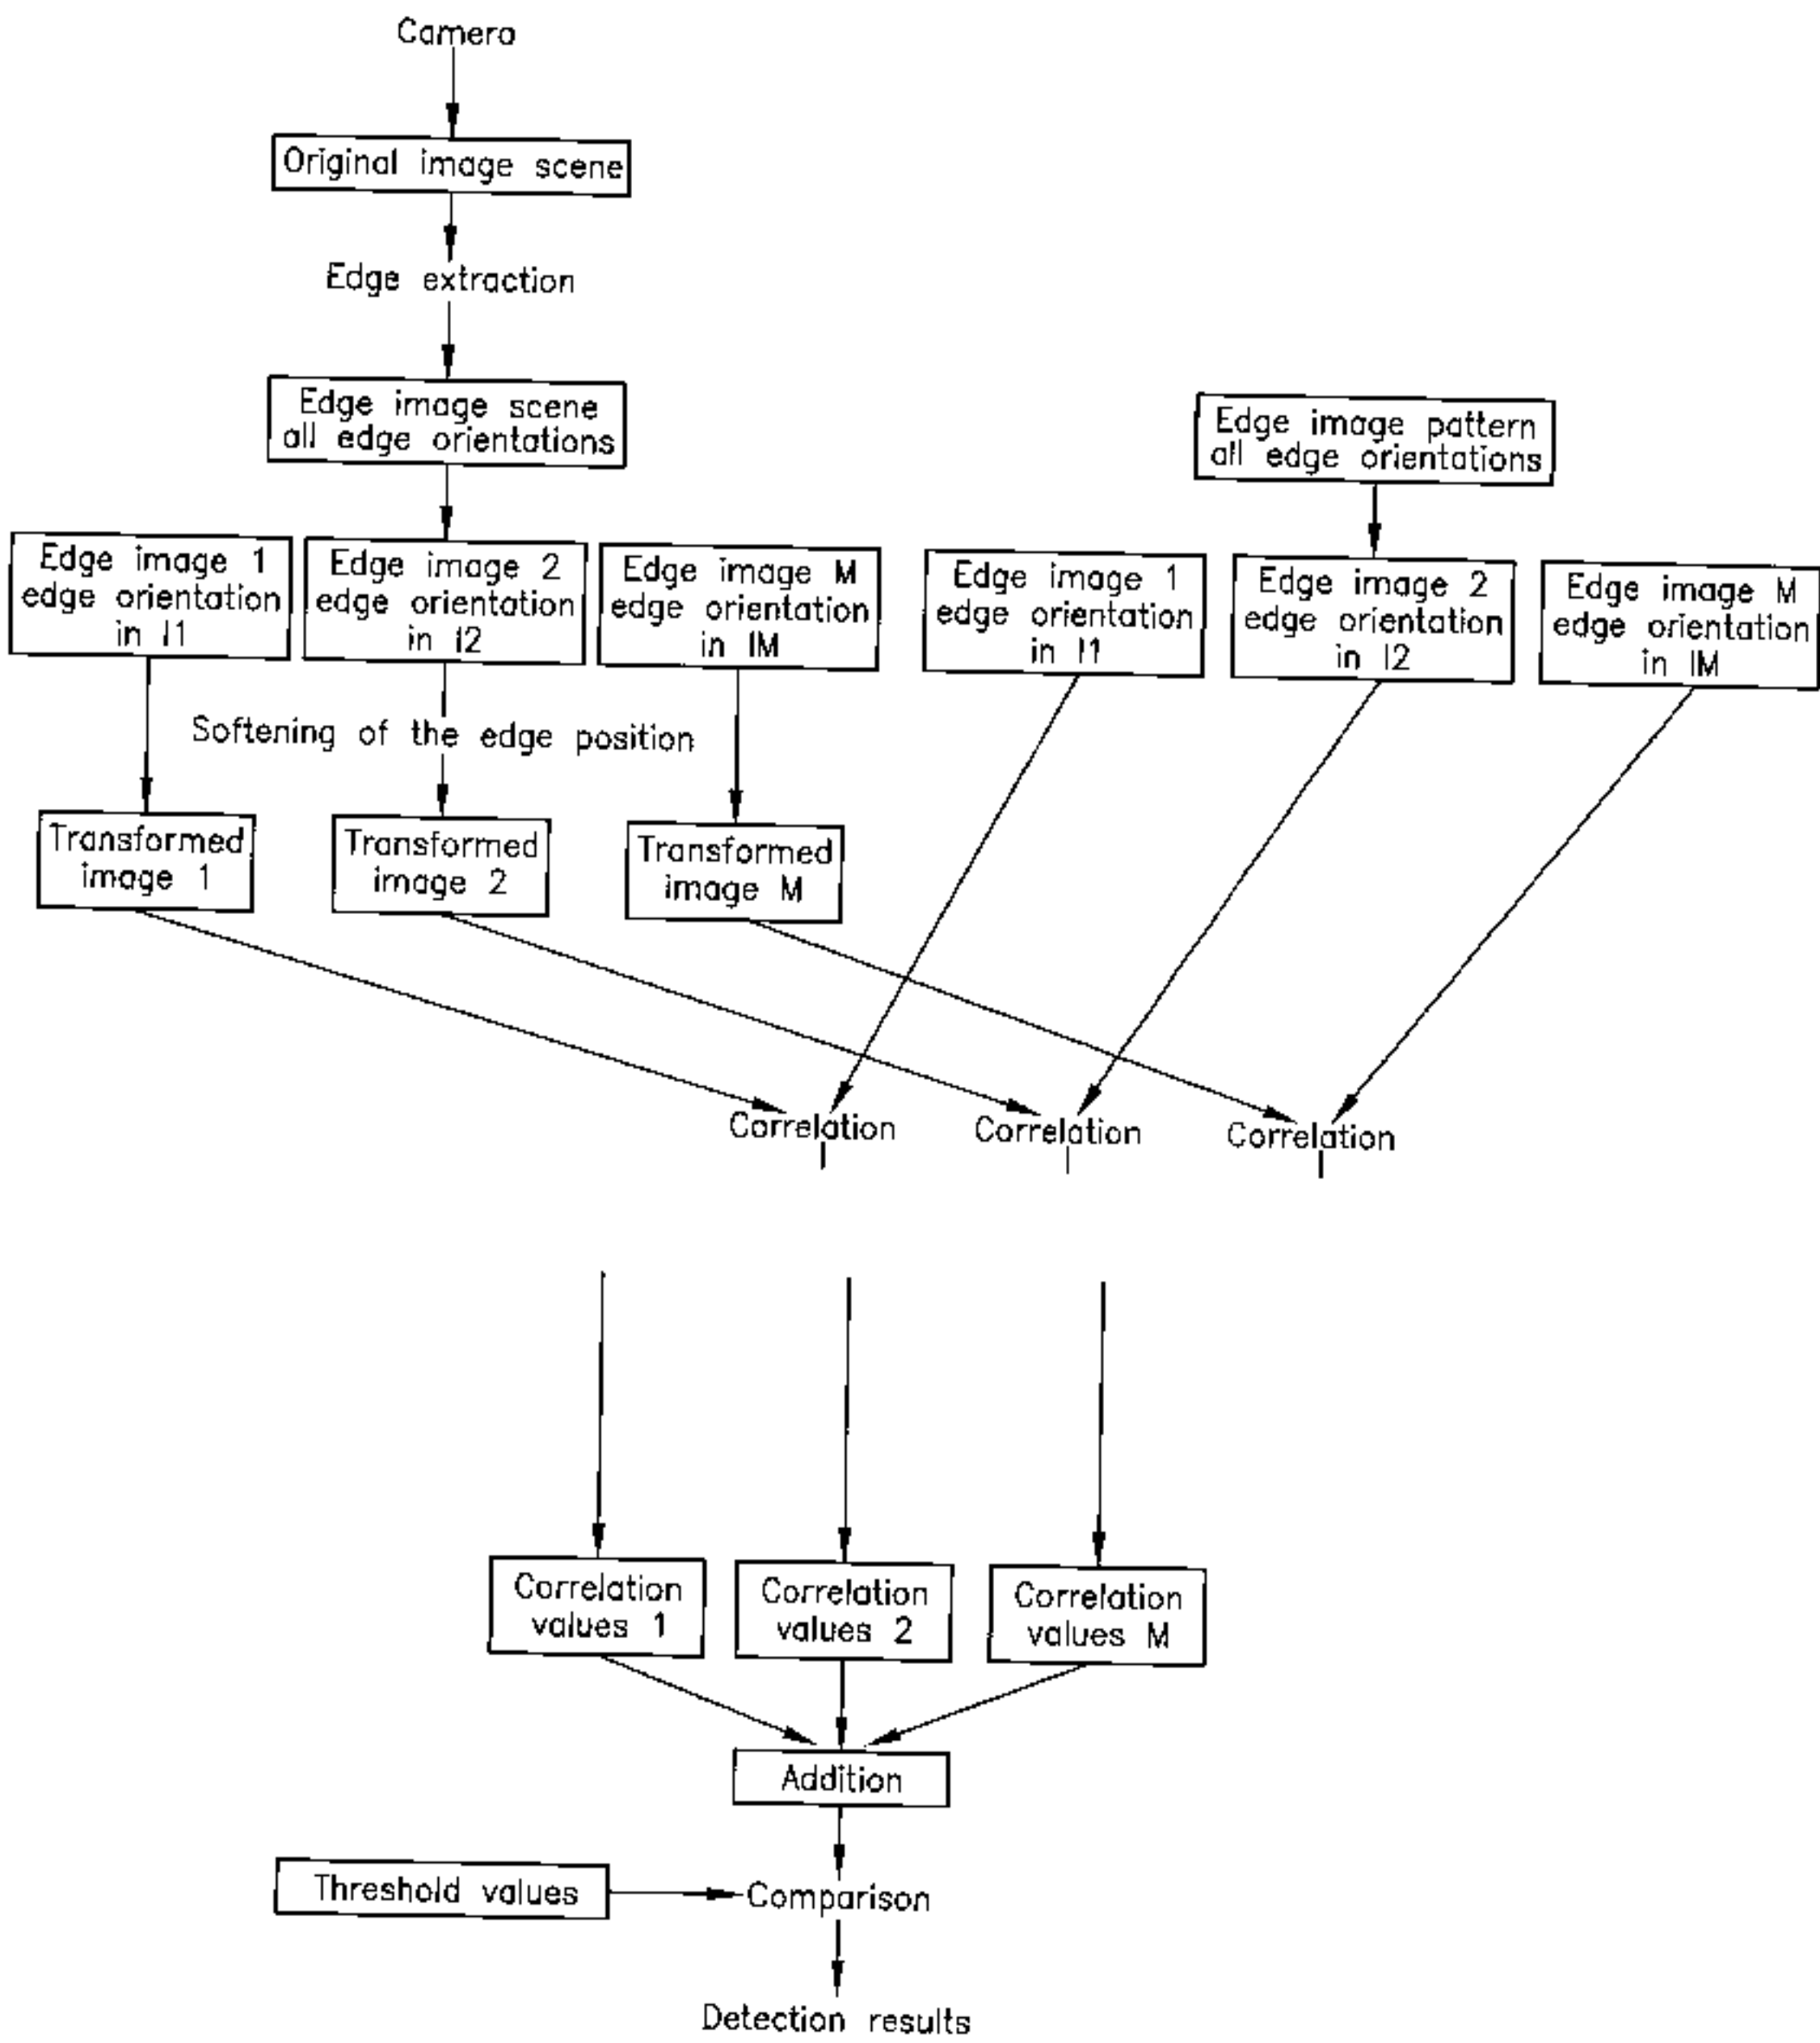 Camera
Original image scene
Edge extraction
Edge image scene
all edge orientations
Edge image pattern
all edge orientations
Edge image 1
edge orientation
in I1
Edge image 2
edge orientation
in I2
Edge image M
edge orientation
in IM
Edge image 1
edge orientation
in I1
Edge image 2
edge orientation
in I2
Edge image M
edge orientation
in IM
Softening of the edge position
Transformed
image 1
Transformed
image 2
Transformed
image M
Correlation
Correlation
Correlation
Correlation
values 1
Correlation
values 2
Correlation
values M
Addition
Threshold values
Comparison
Detection results